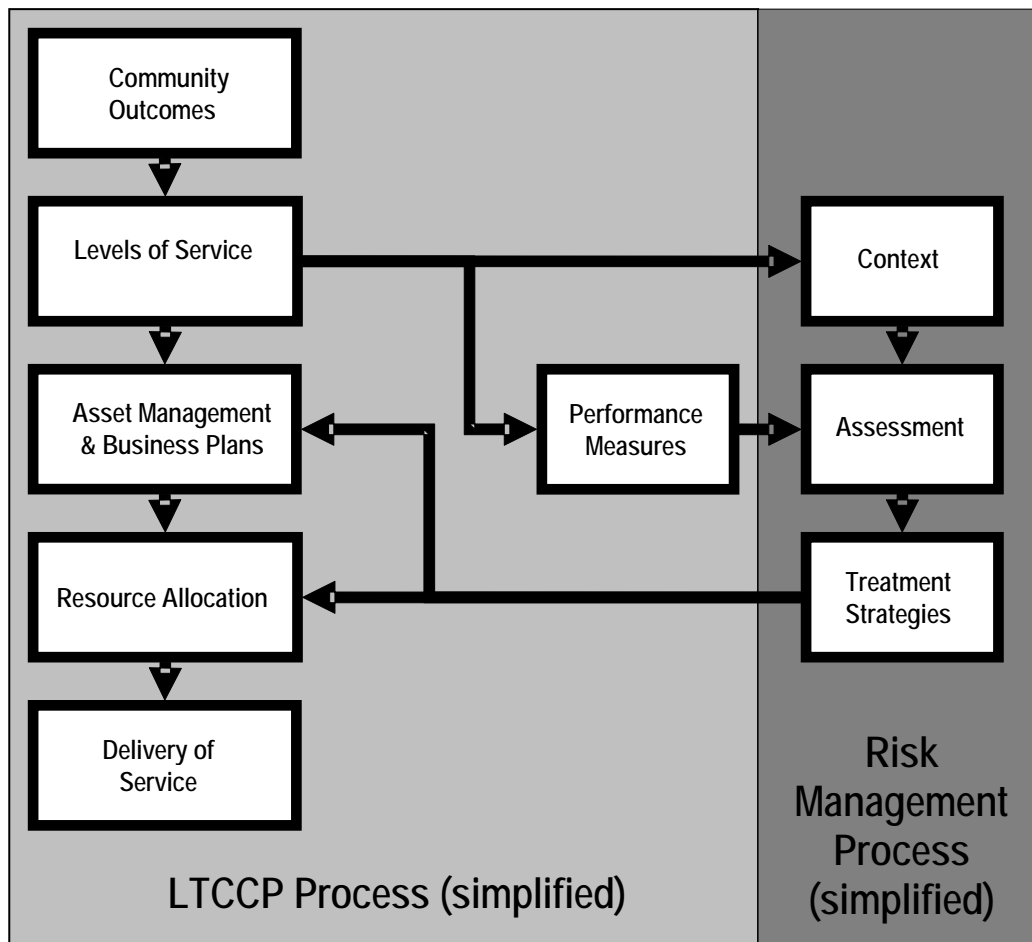 Community
Outcomes
Levels of Service
Context
Asset Management
& Business Plans
Performance
Measures
Assessment
Resource Allocation
Treatment
Strategies
Delivery of
Service
LTCCP Process (simplified)
Risk
Management
Process
(simplified)